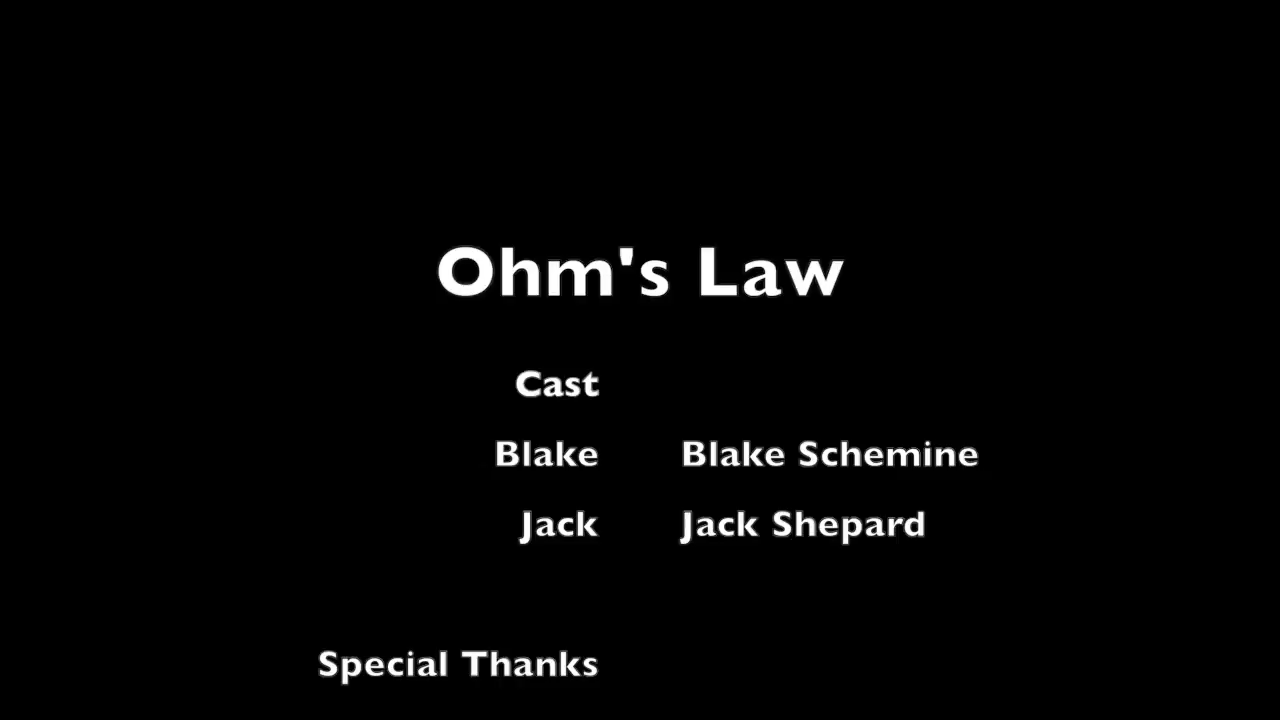 Ohm's Law
Cast
Blake Blake Schemine
Jack Jack Shepard
Special Thanks